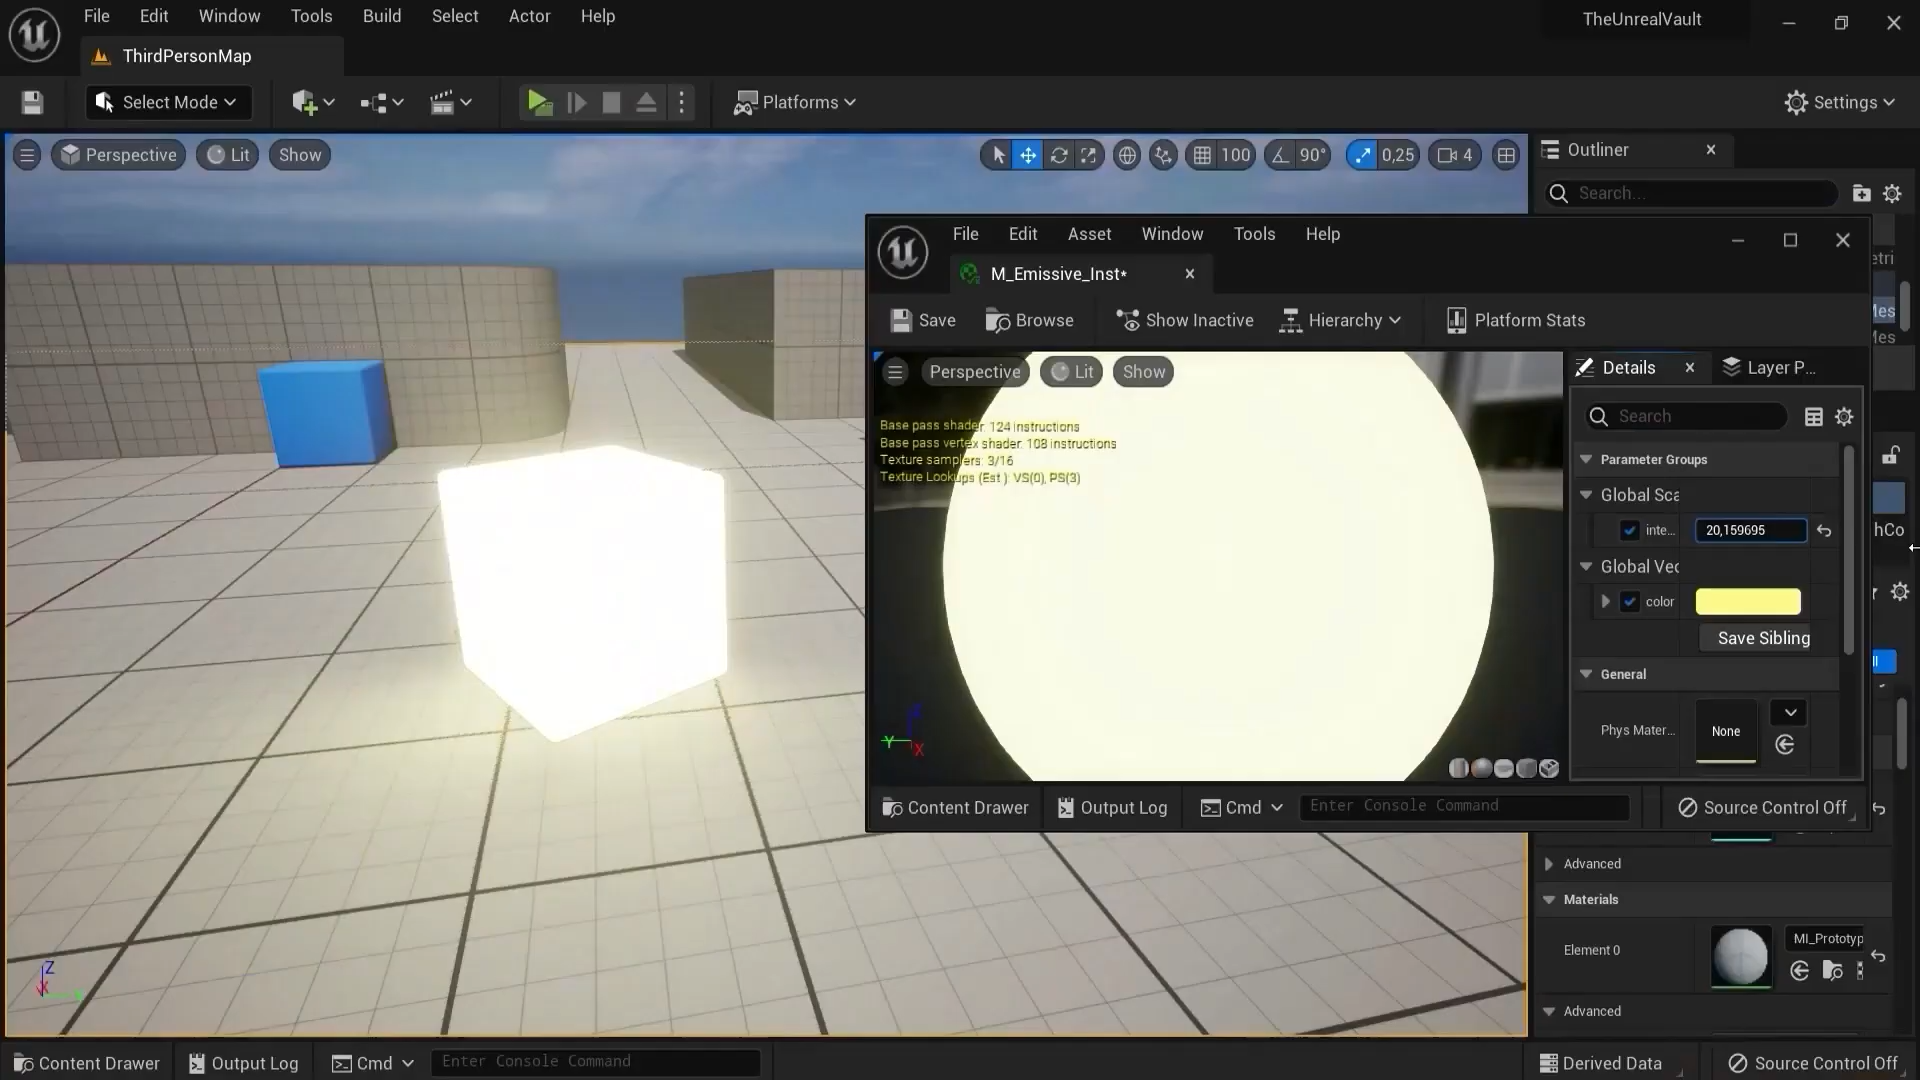 File Edit Window Tools Build Select Actor Help
TheUnrealVault
ThirdPersonMap
Select Mode
Platforms
Settings
Perspective Lit Show
100 90° 0,25 4
Outliner
Search...
File Edit Asset Window Tools Help
M_Emissive_Inst*
Save Browse Show Inactive Hierarchy Platform Stats
Perspective Lit Show
Base pass shader: 124 instructions
Base pass vertex shader: 108 instructions
Texture samplers: 3/16
Texture Lookups (Est.): VS(0), PS(3)
Details Layer P...
Search
Parameter Groups
Global Sca
inte... 20,159695
Global Vec
color
Save Sibling
General
Phys Mater... None
Z
Y
X
Content Drawer Output Log Cmd Enter Console Command Source Control Off
Mes
hCo
Advanced
Materials
Element 0 MI_Prototyp
Advanced
Z
X
Y
Content Drawer Output Log Cmd Enter Console Command Derived Data Source Control Off